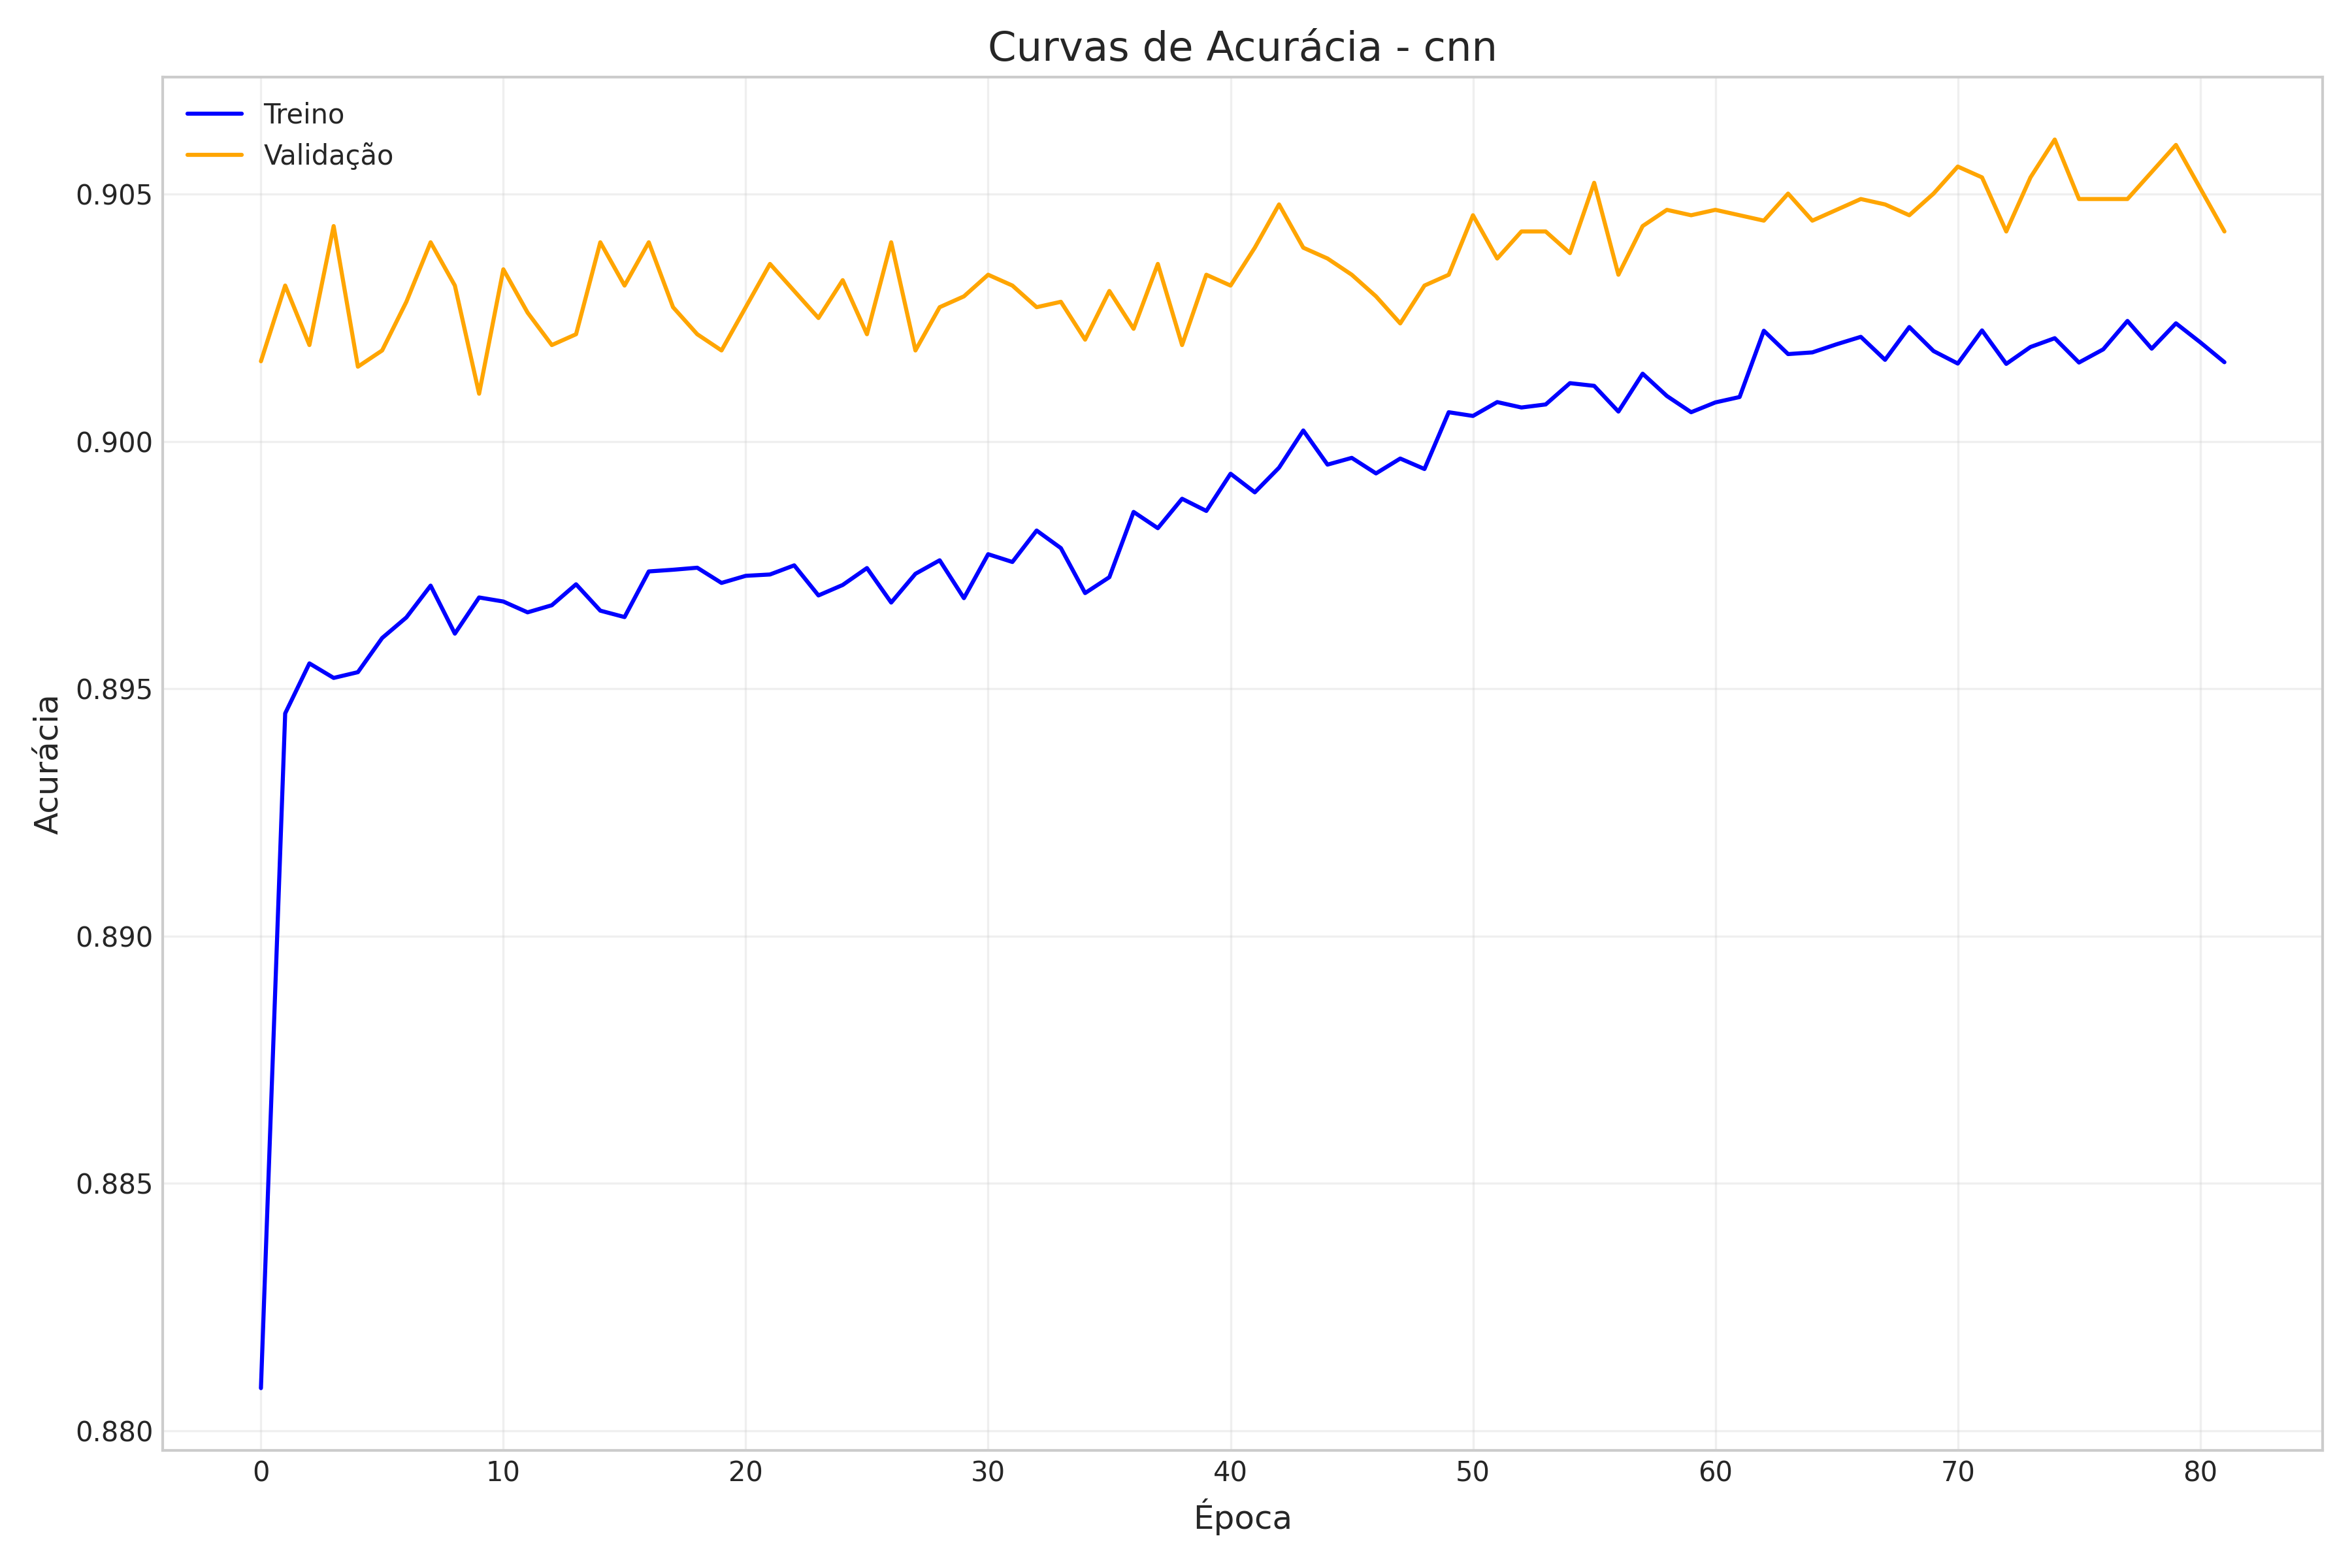 Curvas de Acurácia - cnn
Treino
Validação
0.905
0.900
0.895
0.890
0.885
0.880
Acurácia
0 10 20 30 40 50 60 70 80
Época